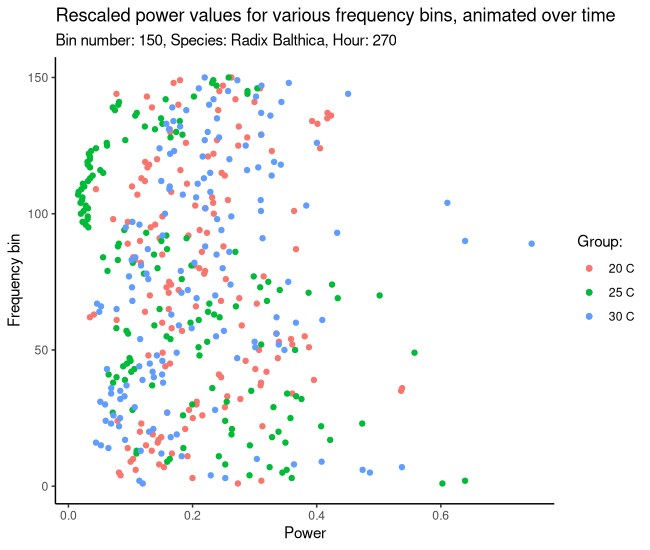 Rescaled power values for various frequency bins, animated over time
Bin number: 150, Species: Radix Balthica, Hour: 270
150
100
50
0
Frequency bin
0.0 0.2 0.4 0.6
Power
Group:
20 C
25 C
30 C